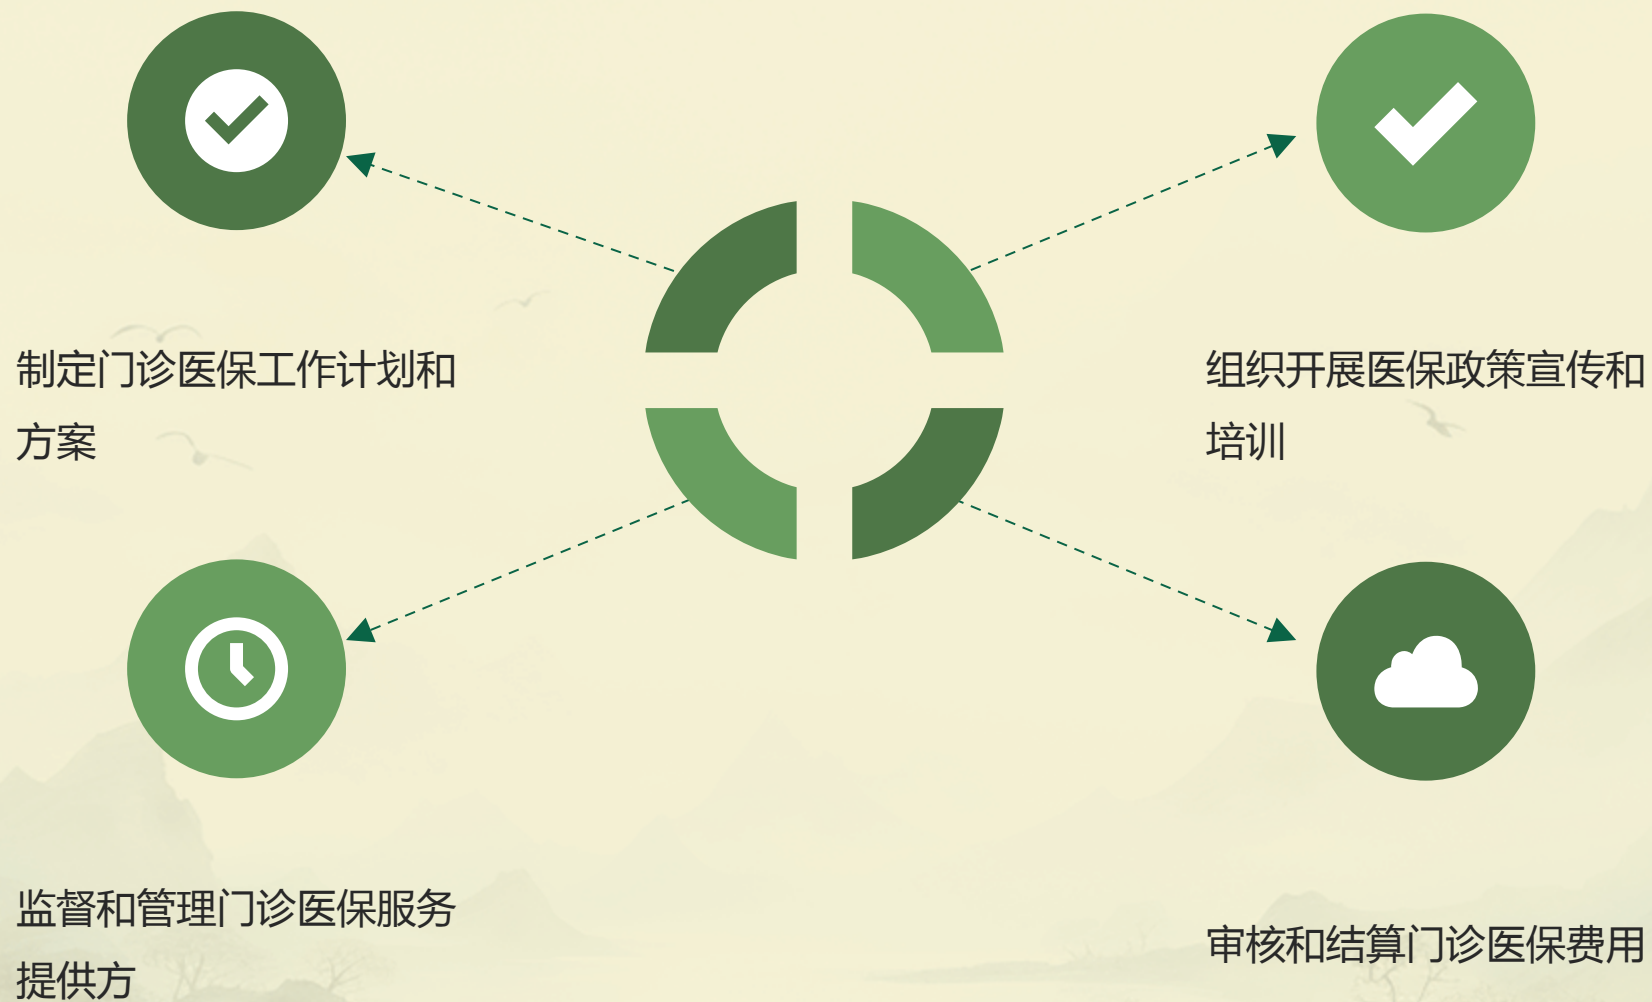 制定门诊医保工作计划和
方案
组织开展医保政策宣传和
培训
监督和管理门诊医保服务
提供方
审核和结算门诊医保费用